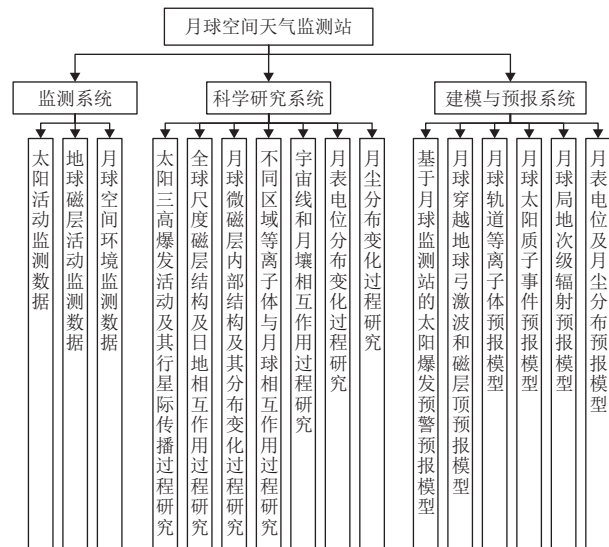 月球空间天气监测站
监测系统
科学研究系统
建模与预报系统
太阳活动监测数据
地球磁层活动监测数据
月球空间环境监测数据
太阳三高爆发活动及其行星际传播过程研究
全球尺度磁层结构及日地相互作用过程研究
月球微磁层内部结构及其分布变化过程研究
不同区域等离子体与月球相互作用过程研究
宇宙线和月壤相互作用过程研究
月表电位分布变化过程研究
月尘分布变化过程研究
基于月球监测站的太阳爆发预警预报模型
月球穿越地球弓激波和磁层顶预报模型
月球轨道等离子体预报模型
月球太阳质子事件预报模型
月球局地次级辐射预报模型
月表电位及月尘分布预报模型